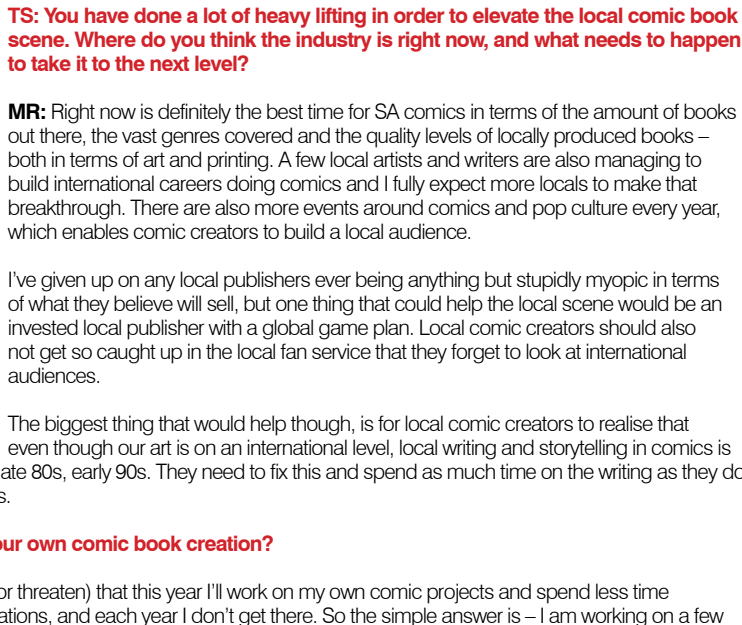 TS: You have done a lot of heavy lifting in order to elevate the local comic book
scene. Where do you think the industry is right now, and what needs to happen
to take it to the next level?
MR: Right now is definitely the best time for SA comics in terms of the amount of books
out there, the vast genres covered and the quality levels of locally produced books –
both in terms of art and printing. A few local artists and writers are also managing to
build international careers doing comics and I fully expect more locals to make that
breakthrough. There are also more events around comics and pop culture every year,
which enables comic creators to build a local audience.
I've given up on any local publishers ever being anything but stupidly myopic in terms
of what they believe will sell, but one thing that could help the local scene would be an
invested local publisher with a global game plan. Local comic creators should also
not get so caught up in the local fan service that they forget to look at international
audiences.
The biggest thing that would help though, is for local comic creators to realise that
even though our art is on an international level, local writing and storytelling in comics is
80s, early 90s. They need to fix this and spend as much time on the writing as they do
own comic book creation?
or threaten) that this year I'll work on my own comic projects and spend less time
and each year I don't get there. So the simple answer is – I am working on a few